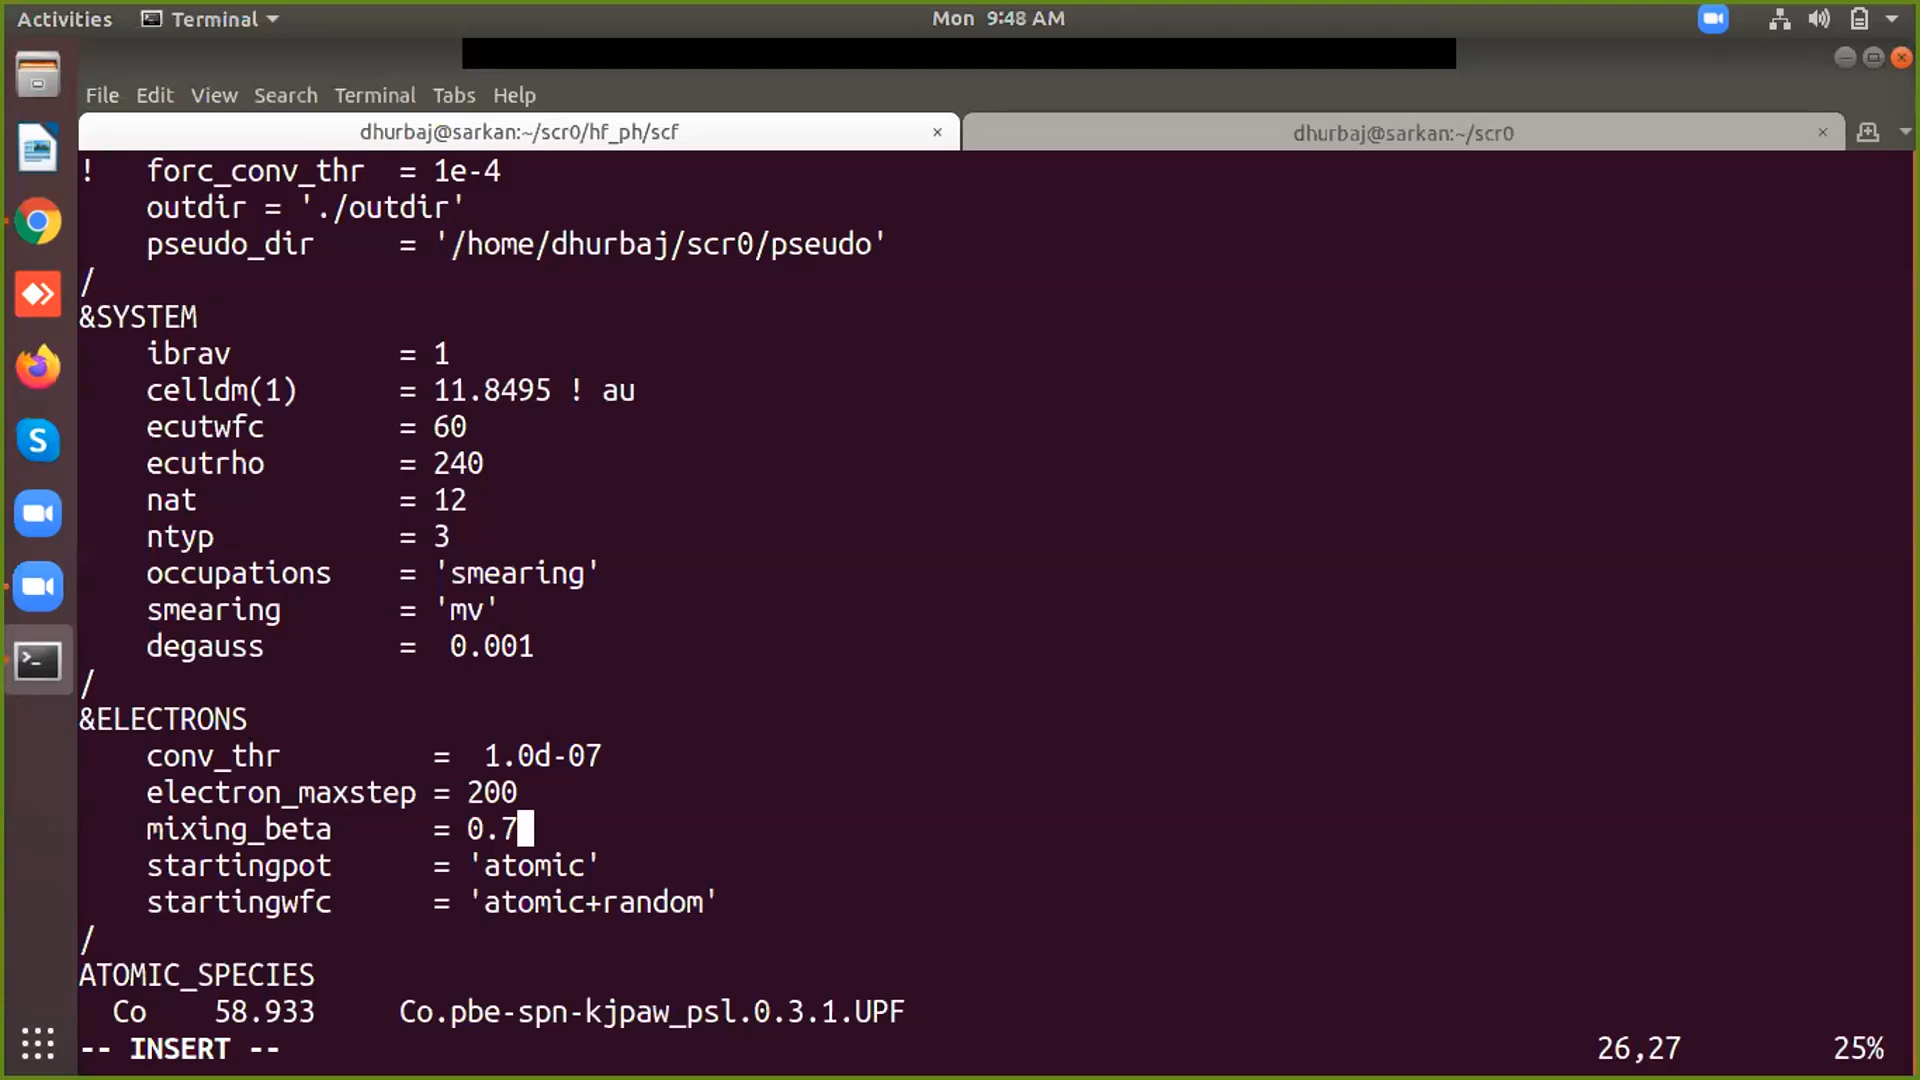 Activities Terminal Mon 9:48 AM
File Edit View Search Terminal Tabs Help
dhurbaj@sarkan:~/scr0/hf_ph/scf × dhurbaj@sarkan:~/scr0 ×
! forc_conv_thr = 1e-4
outdir = './outdir'
pseudo_dir = '/home/dhurbaj/scr0/pseudo'
/
&SYSTEM
ibrav = 1
celldm(1) = 11.8495 ! au
ecutwfc = 60
ecutrho = 240
nat = 12
ntyp = 3
occupations = 'smearing'
smearing = 'mv'
degauss = 0.001
/
&ELECTRONS
conv_thr = 1.0d-07
electron_maxstep = 200
mixing_beta = 0.7
startingpot = 'atomic'
startingwfc = 'atomic+random'
/
ATOMIC_SPECIES
Co 58.933 Co.pbe-spn-kjpaw_psl.0.3.1.UPF
-- INSERT -- 26,27 25%